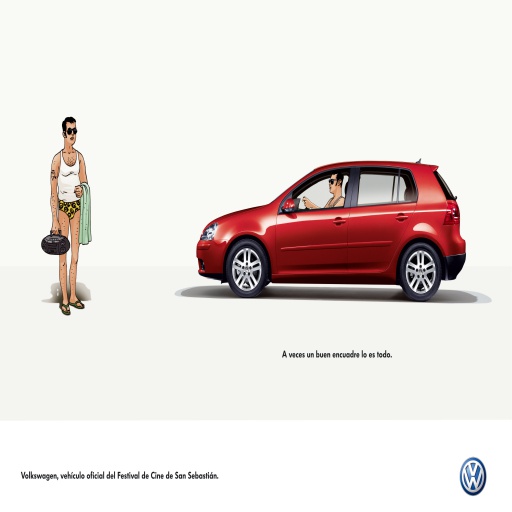 A veces un buen encuadre lo es todo.
Volkswagen, vehículo oficial del Festival de Cine de San Sebastián.
VW